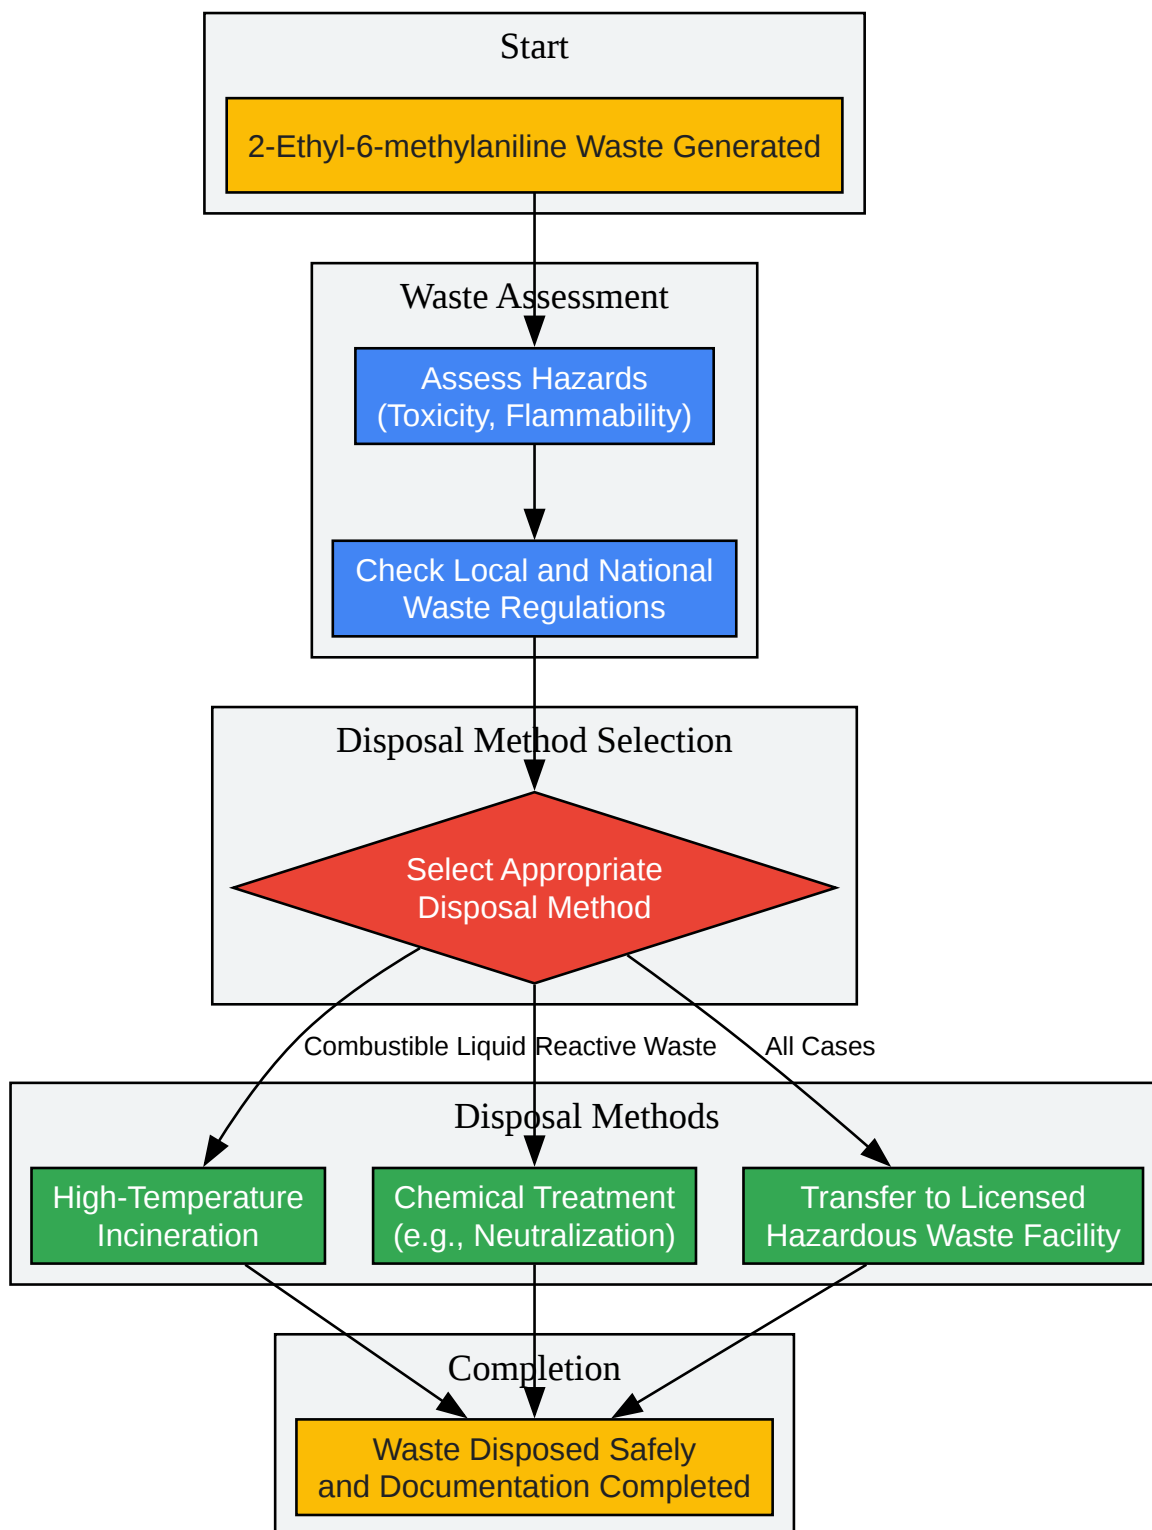 Start
2-Ethyl-6-methylaniline Waste Generated
Waste Assessment
Assess Hazards
(Toxicity, Flammability)
Check Local and National
Waste Regulations
Disposal Method Selection
Select Appropriate
Disposal Method
Combustible Liquid
Reactive Waste
All Cases
Disposal Methods
High-Temperature
Incineration
Chemical Treatment
(e.g., Neutralization)
Transfer to Licensed
Hazardous Waste Facility
Completion
Waste Disposed Safely
and Documentation Completed